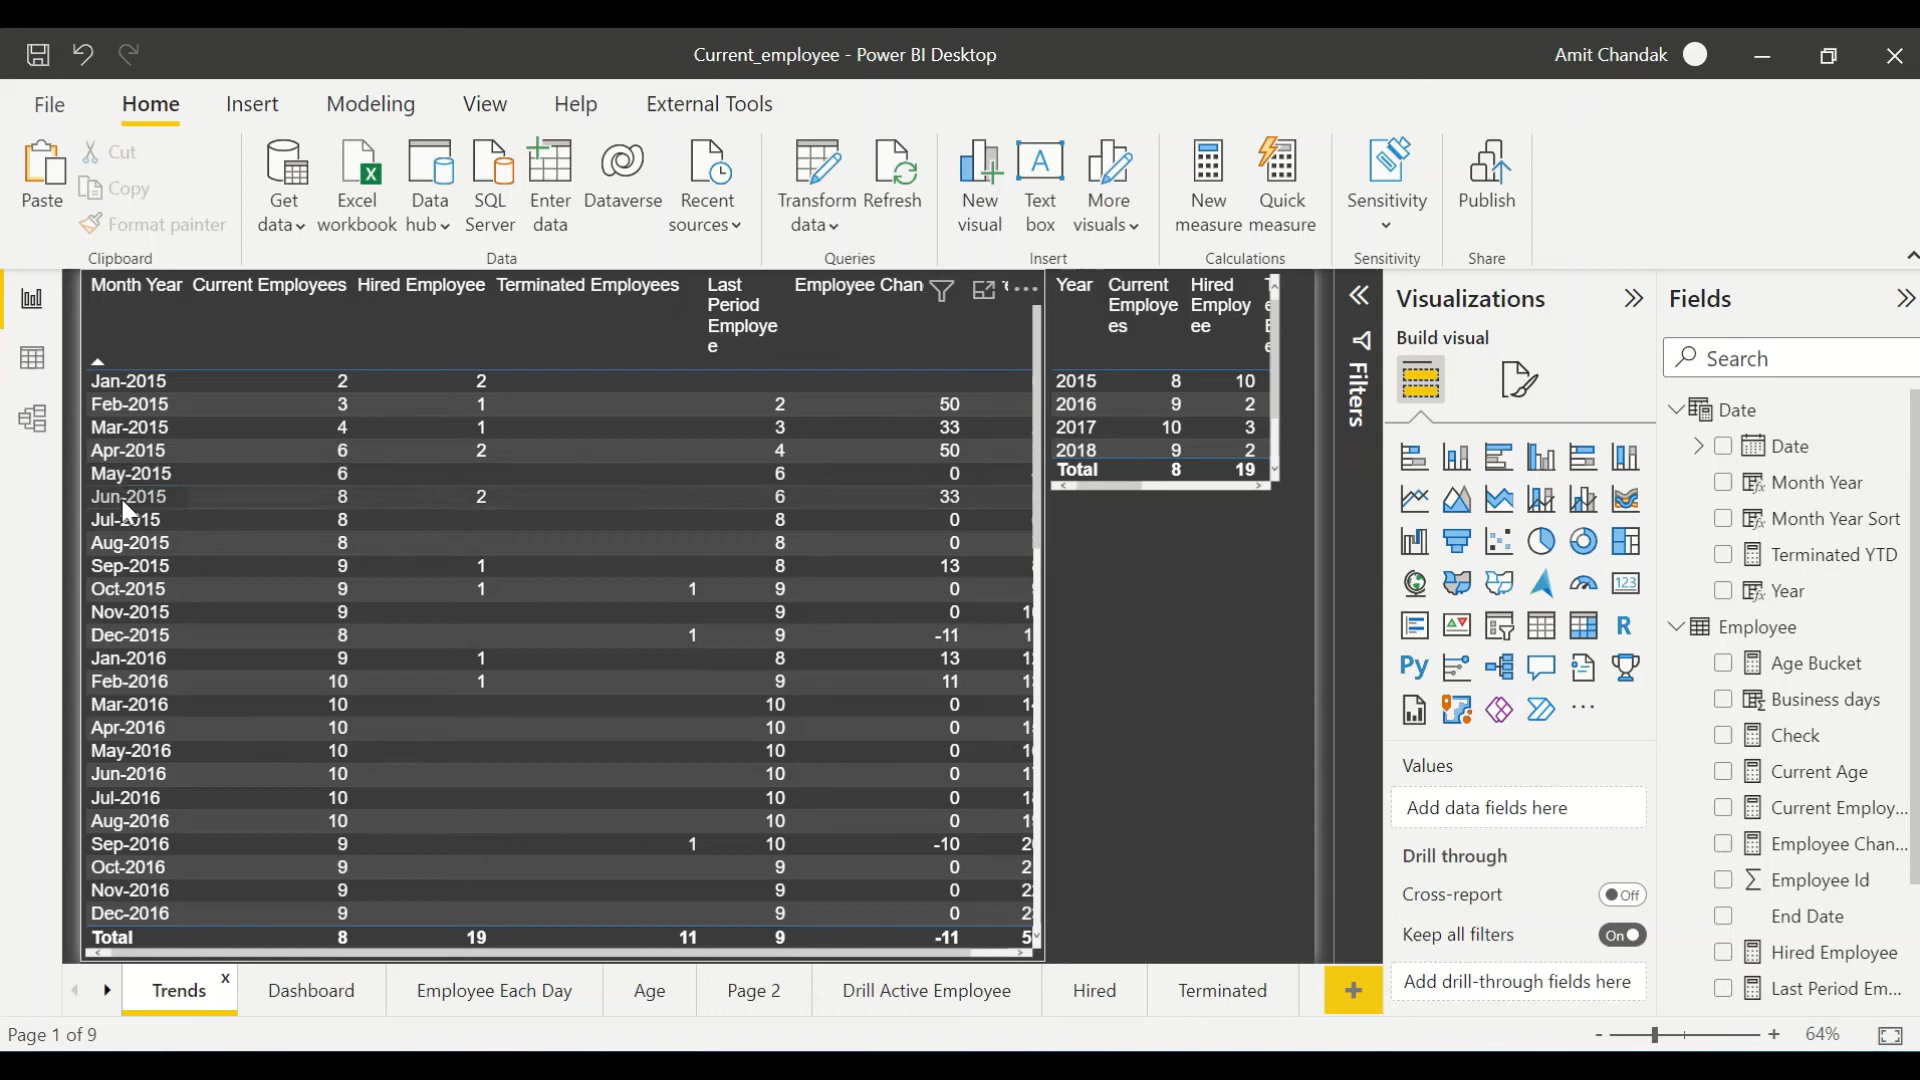 Current_employee - Power BI Desktop
Amit Chandak
File Home Insert Modeling View Help External Tools
Paste
Cut
Copy
Format painter
Clipboard
Get data
Excel workbook
Data hub
SQL Server
Enter data
Dataverse
Recent sources
Data
Transform data
Refresh
Queries
New visual
Text box
More visuals
Insert
New measure
Quick measure
Calculations
Sensitivity
Sensitivity
Publish
Share
Month Year Current Employees Hired Employee Terminated Employees Last Period Employe e Employee Chan
Jan-2015 2 2
Feb-2015 3 1 2 50
Mar-2015 4 1 3 33
Apr-2015 6 2 4 50
May-2015 6 6 0
Jun-2015 8 2 6 33
Jul-2015 8 8 0
Aug-2015 8 8 0
Sep-2015 9 1 8 13
Oct-2015 9 1 1 9 0
Nov-2015 9 9 0
Dec-2015 8 1 9 -11
Jan-2016 9 1 8 13
Feb-2016 10 1 9 11
Mar-2016 10 10 0
Apr-2016 10 10 0
May-2016 10 10 0
Jun-2016 10 10 0
Jul-2016 10 10 0
Aug-2016 10 10 0
Sep-2016 9 1 10 -10
Oct-2016 9 9 0
Nov-2016 9 9 0
Dec-2016 9 9 0
Total 8 19 11 9 -11
Year Current Employe es Hired Employ ee
2015 8 10
2016 9 2
2017 10 3
2018 9 2
Total 8 19
Filters
Visualizations
Build visual
123
R
Py
Values
Add data fields here
Drill through
Cross-report
Off
Keep all filters
On
Add drill-through fields here
Fields
Search
Date
Date
Month Year
Month Year Sort
Terminated YTD
Year
Employee
Age Bucket
Business days
Check
Current Age
Current Employ...
Employee Chan...
Employee Id
End Date
Hired Employee
Last Period Em...
Trends x Dashboard Employee Each Day Age Page 2 Drill Active Employee Hired Terminated +
Page 1 of 9
- + 64%